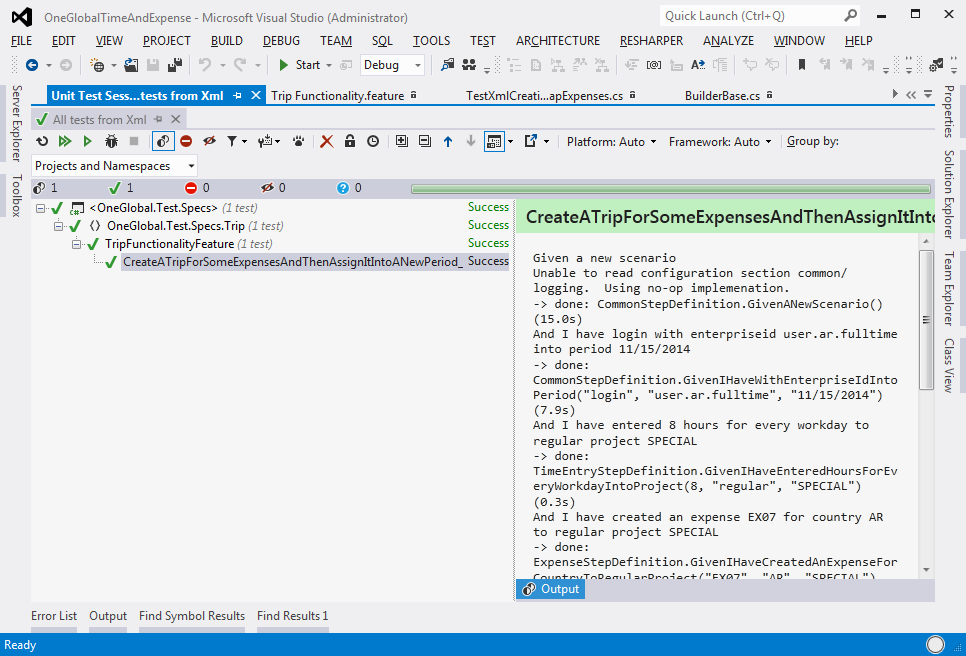 OneGlobalTimeAndExpense - Microsoft Visual Studio (Administrator)
Quick Launch (Ctrl+Q)
FILE EDIT VIEW PROJECT BUILD DEBUG TEAM SQL TOOLS TEST ARCHITECTURE RESHARPER ANALYZE WINDOW HELP
Start Debug
Server Explorer
Toolbox
Unit Test Sess...tests from Xml Trip Functionality.feature TestXmlCreati...apExpenses.cs BuilderBase.cs
All tests from Xml
Platform: Auto Framework: Auto Group by:
Projects and Namespaces
1 1 0 0 0
<OneGlobal.Test.Specs> (1 test) Success
OneGlobal.Test.Specs.Trip (1 test) Success
TripFunctionalityFeature (1 test) Success
CreateATripForSomeExpensesAndThenAssignItIntoANewPeriod_ Success
CreateATripForSomeExpensesAndThenAssignItInto
Given a new scenario
Unable to read configuration section common/
logging.  Using no-op implemenation.
-> done: CommonStepDefinition.GivenANewScenario()
(15.0s)
And I have login with enterpriseid user.ar.fulltime
into period 11/15/2014
-> done:
CommonStepDefinition.GivenIHaveWithEnterpriseIdInto
Period("login", "user.ar.fulltime", "11/15/2014")
(7.9s)
And I have entered 8 hours for every workday to
regular project SPECIAL
-> done:
TimeEntryStepDefinition.GivenIHaveEnteredHoursForEv
eryWorkdayIntoProject(8, "regular", "SPECIAL")
(0.3s)
And I have created an expense EX07 for country AR
to regular project SPECIAL
-> done:
ExpenseStepDefinition.GivenIHaveCreatedAnExpenseFor
CountryToRegularProject("EX07", "AR", "SPECIAL")
Output
Properties
Solution Explorer
Team Explorer
Class View
Error List Output Find Symbol Results Find Results 1
Ready